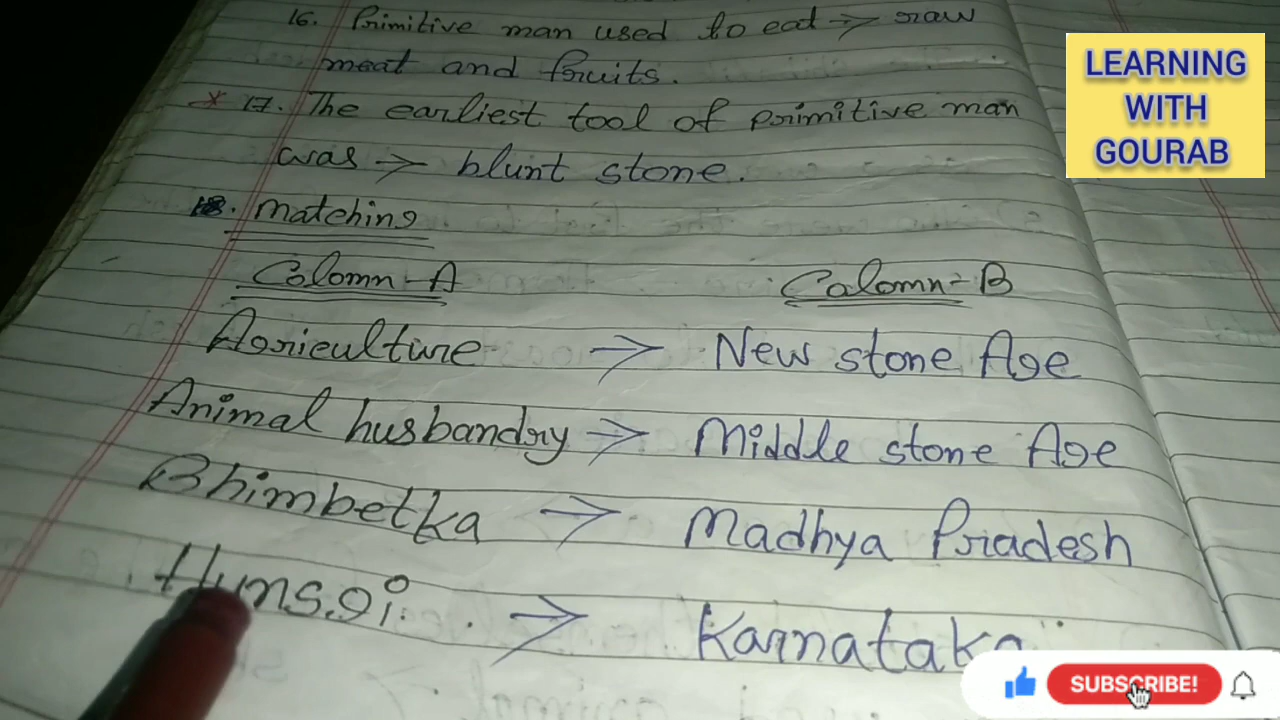 16. Primitive man used to eat → raw
meat and fruits.
* 17. The earliest tool of primitive man
was → blunt stone.
18. Matching
Colomn - A Calomn - B
Agriculture → New stone Age
Animal husbandry → Middle stone Age
Bhimbetka → Madhya Pradesh
Hunsgi. → Karnataka
LEARNING
WITH
GOURAB
SUBSCRIBE!